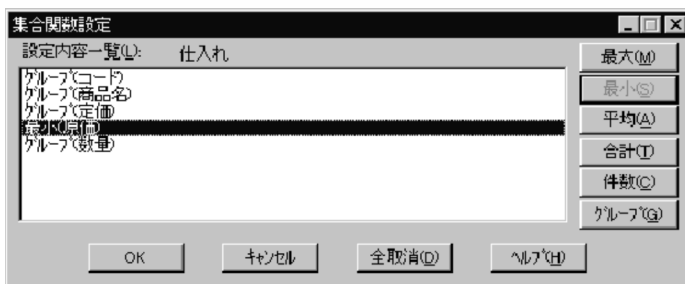 集合関数設定
設定内容一覧(L): 仕入れ
グループ(コード)
グループ(商品名)
グループ(定価)
最小(原価)
グループ(数量)
最大(M)
最小(S)
平均(A)
合計(T)
件数(C)
グループ(G)
OK キャンセル 全取消(D) ヘルプ(H)